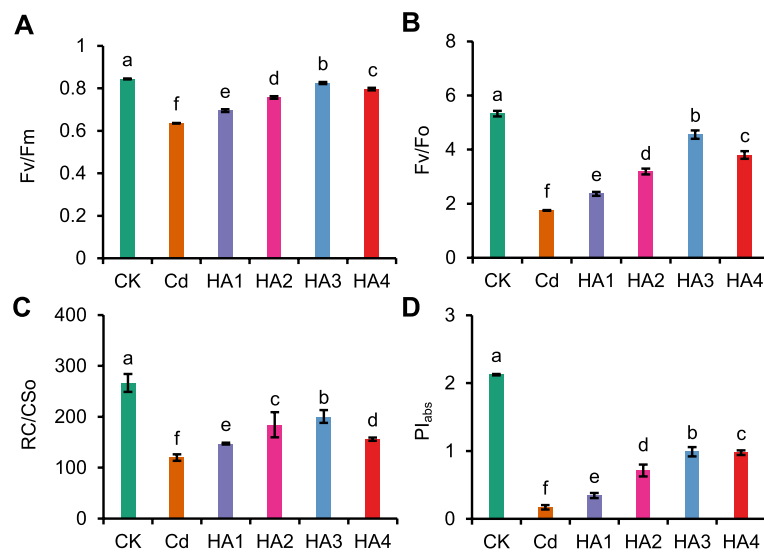 A
1
0.8
0.6
0.4
0.2
0
Fv/Fm
a
f
e
d
b
c
CK Cd HA1 HA2 HA3 HA4
B
8
6
4
2
0
Fv/Fo
a
f
e
d
b
c
CK Cd HA1 HA2 HA3 HA4
C
400
300
200
100
0
RC/CSo
a
f
e
c
b
d
CK Cd HA1 HA2 HA3 HA4
D
3
2
1
0
PIabs
a
f
e
d
b
c
CK Cd HA1 HA2 HA3 HA4